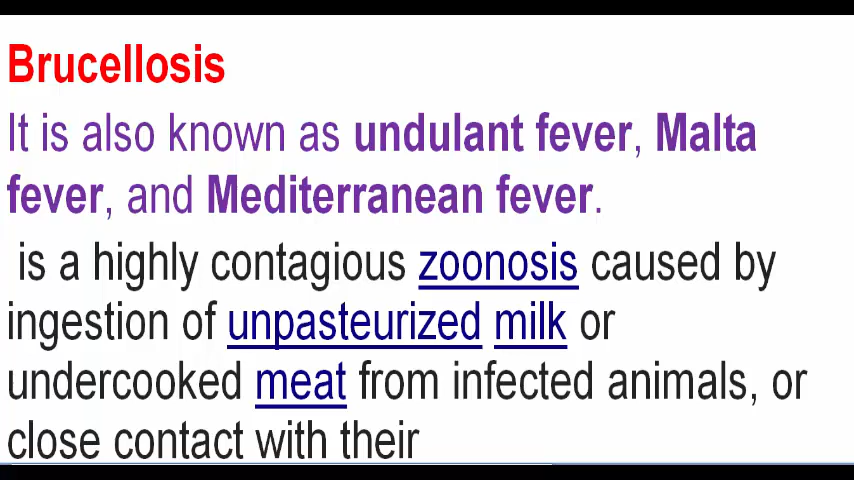 Brucellosis
It is also known as undulant fever, Malta
fever, and Mediterranean fever.
is a highly contagious zoonosis caused by
ingestion of unpasteurized milk or
undercooked meat from infected animals, or
close contact with their